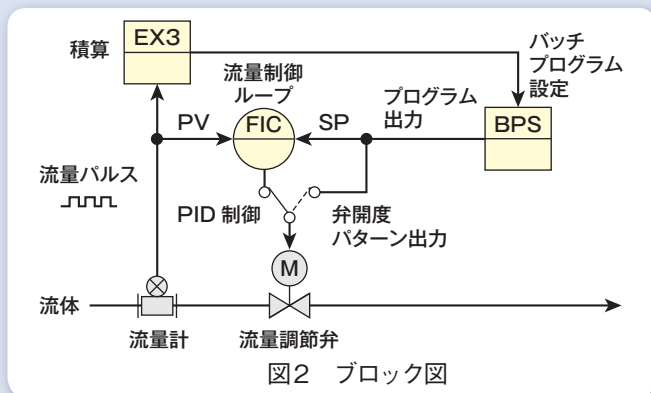 積算
EX3
バッチ
プログラム
設定
流量制御
ループ
プログラム
出力
PV
FIC
SP
BPS
流量パルス
PID 制御
弁開度
パターン出力
M
流体
流量計
流量調節弁
図2 ブロック図